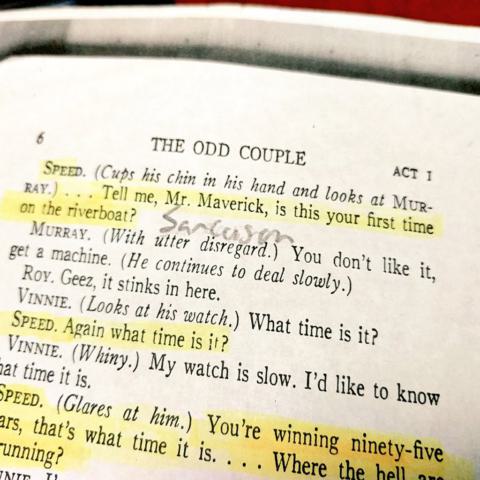 6 THE ODD COUPLE ACT I
SPEED. (Cups his chin in his hand and looks at MUR-
RAY.) . . . Tell me, Mr. Maverick, is this your first time
on the riverboat? Sarcasm
MURRAY. (With utter disregard.) You don't like it,
get a machine. (He continues to deal slowly.)
ROY. Geez, it stinks in here.
VINNIE. (Looks at his watch.) What time is it?
SPEED. Again what time is it?
VINNIE. (Whiny.) My watch is slow. I'd like to know
hat time it is.
SPEED. (Glares at him.) You're winning ninety-five
ars, that's what time it is. . . . Where the hell are
running?